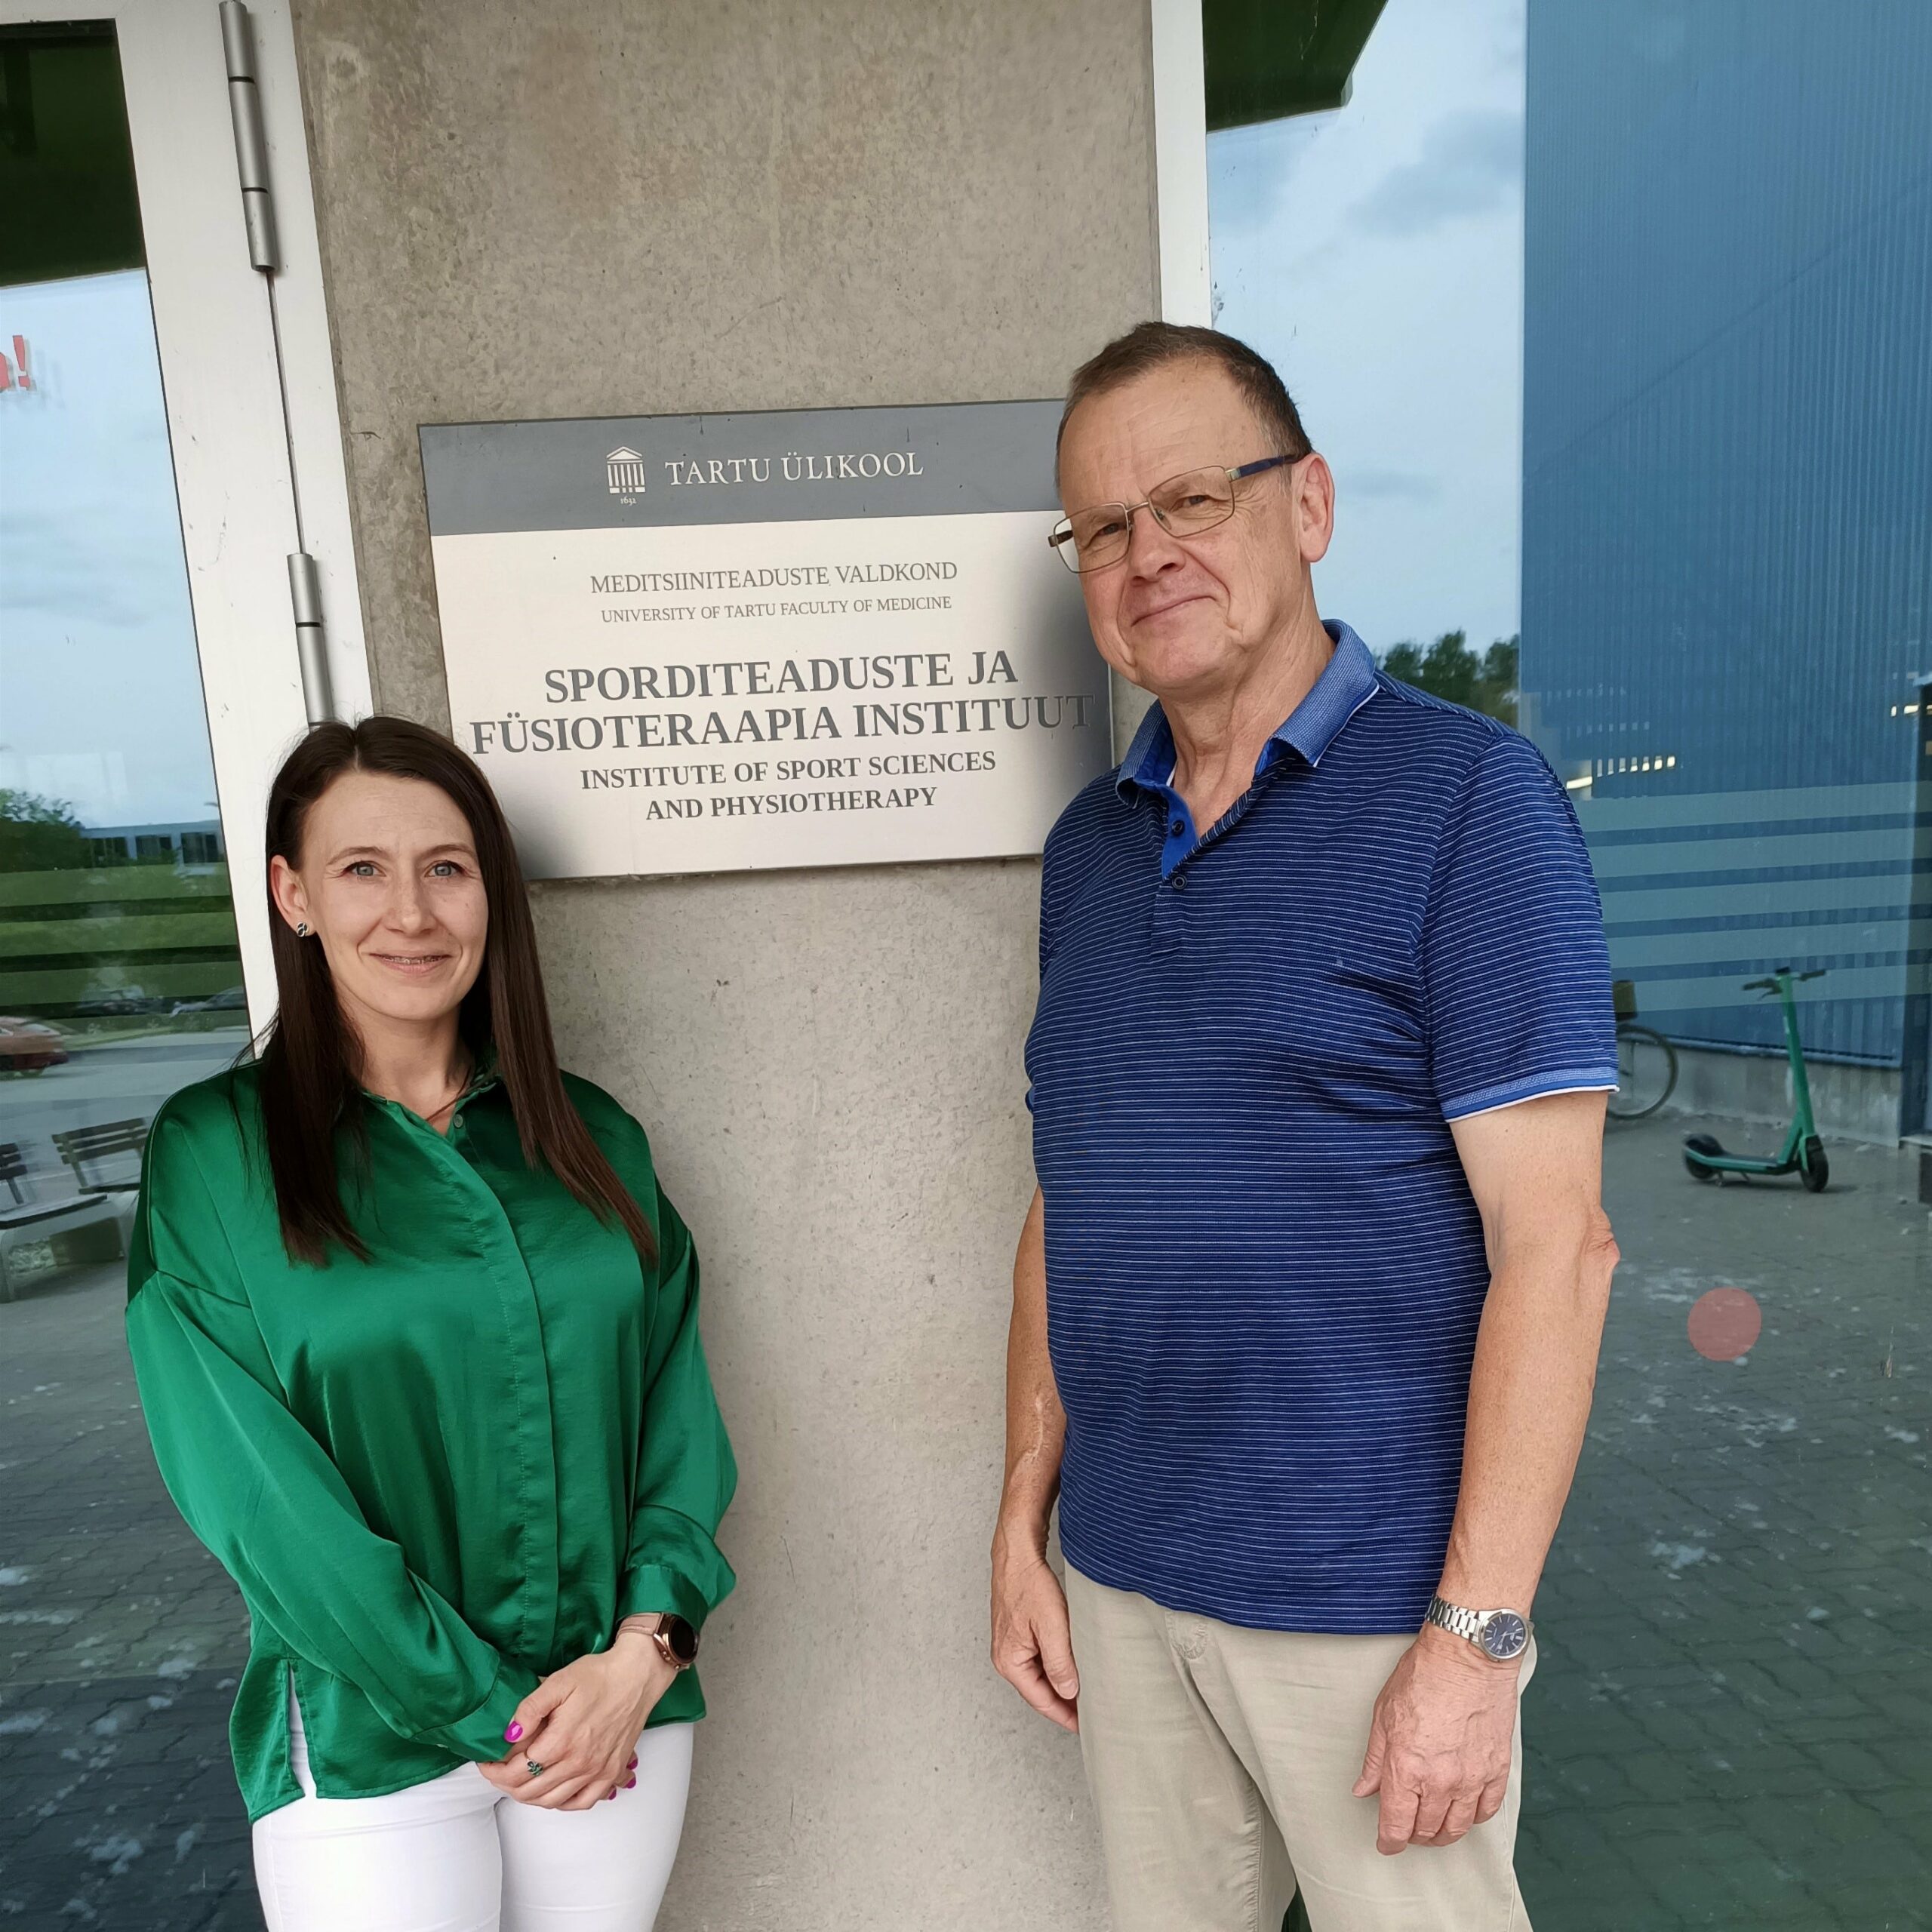 TARTU ÜLIKOOL
1632
MEDITSIINITEADUSTE VALDKOND
UNIVERSITY OF TARTU FACULTY OF MEDICINE
SPORDITEADUSTE JA
FÜSIOTERAAPIA INSTITUUT
INSTITUTE OF SPORT SCIENCES
AND PHYSIOTHERAPY